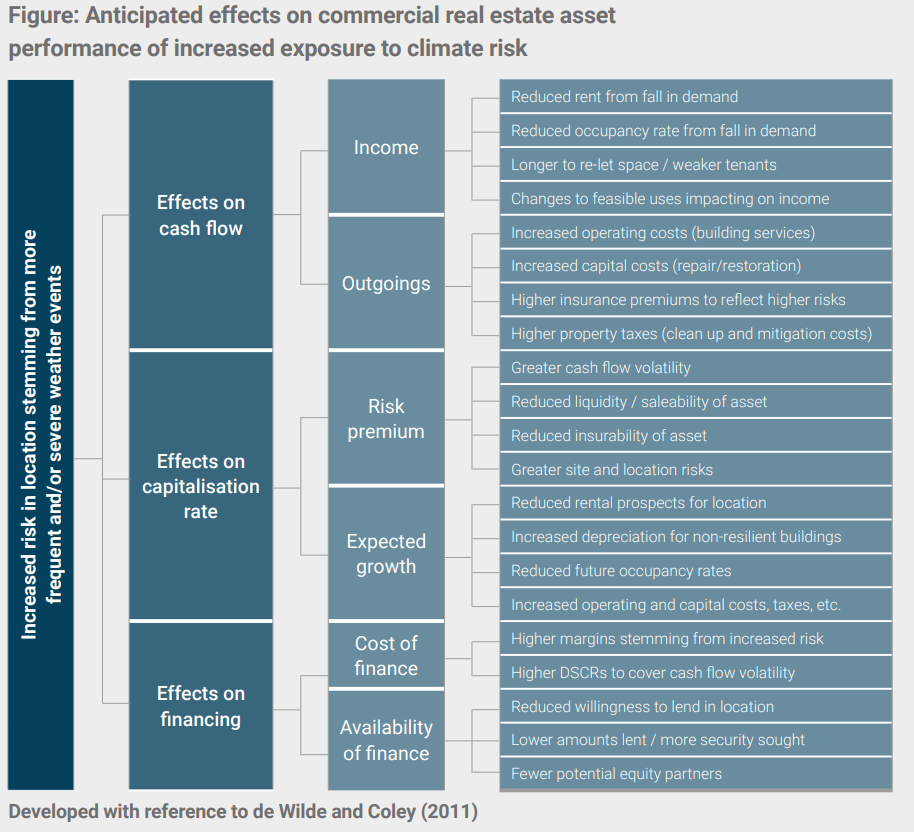 Figure: Anticipated effects on commercial real estate asset
performance of increased exposure to climate risk
Increased risk in location stemming from more
frequent and/or severe weather events
Effects on
cash flow
Income
Reduced rent from fall in demand
Reduced occupancy rate from fall in demand
Longer to re-let space / weaker tenants
Changes to feasible uses impacting on income
Outgoings
Increased operating costs (building services)
Increased capital costs (repair/restoration)
Higher insurance premiums to reflect higher risks
Higher property taxes (clean up and mitigation costs)
Effects on
capitalisation
rate
Risk
premium
Greater cash flow volatility
Reduced liquidity / saleability of asset
Reduced insurability of asset
Greater site and location risks
Expected
growth
Reduced rental prospects for location
Increased depreciation for non-resilient buildings
Reduced future occupancy rates
Increased operating and capital costs, taxes, etc.
Effects on
financing
Cost of
finance
Higher margins stemming from increased risk
Higher DSCRs to cover cash flow volatility
Availability
of finance
Reduced willingness to lend in location
Lower amounts lent / more security sought
Fewer potential equity partners
Developed with reference to de Wilde and Coley (2011)